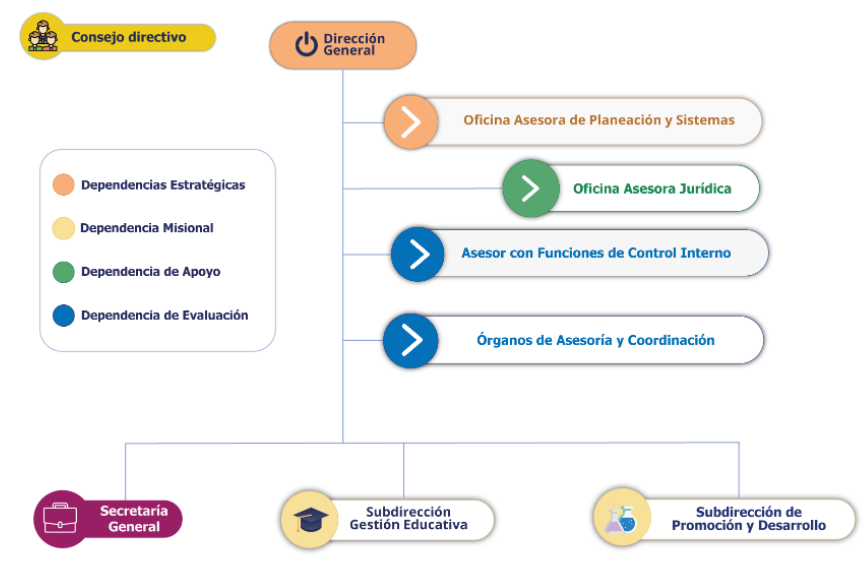 Consejo directivo
Dirección
General
Oficina Asesora de Planeación y Sistemas
Oficina Asesora Jurídica
Asesor con Funciones de Control Interno
Órganos de Asesoría y Coordinación
Dependencias Estratégicas
Dependencia Misional
Dependencia de Apoyo
Dependencia de Evaluación
Secretaría
General
Subdirección
Gestión Educativa
Subdirección de
Promoción y Desarrollo